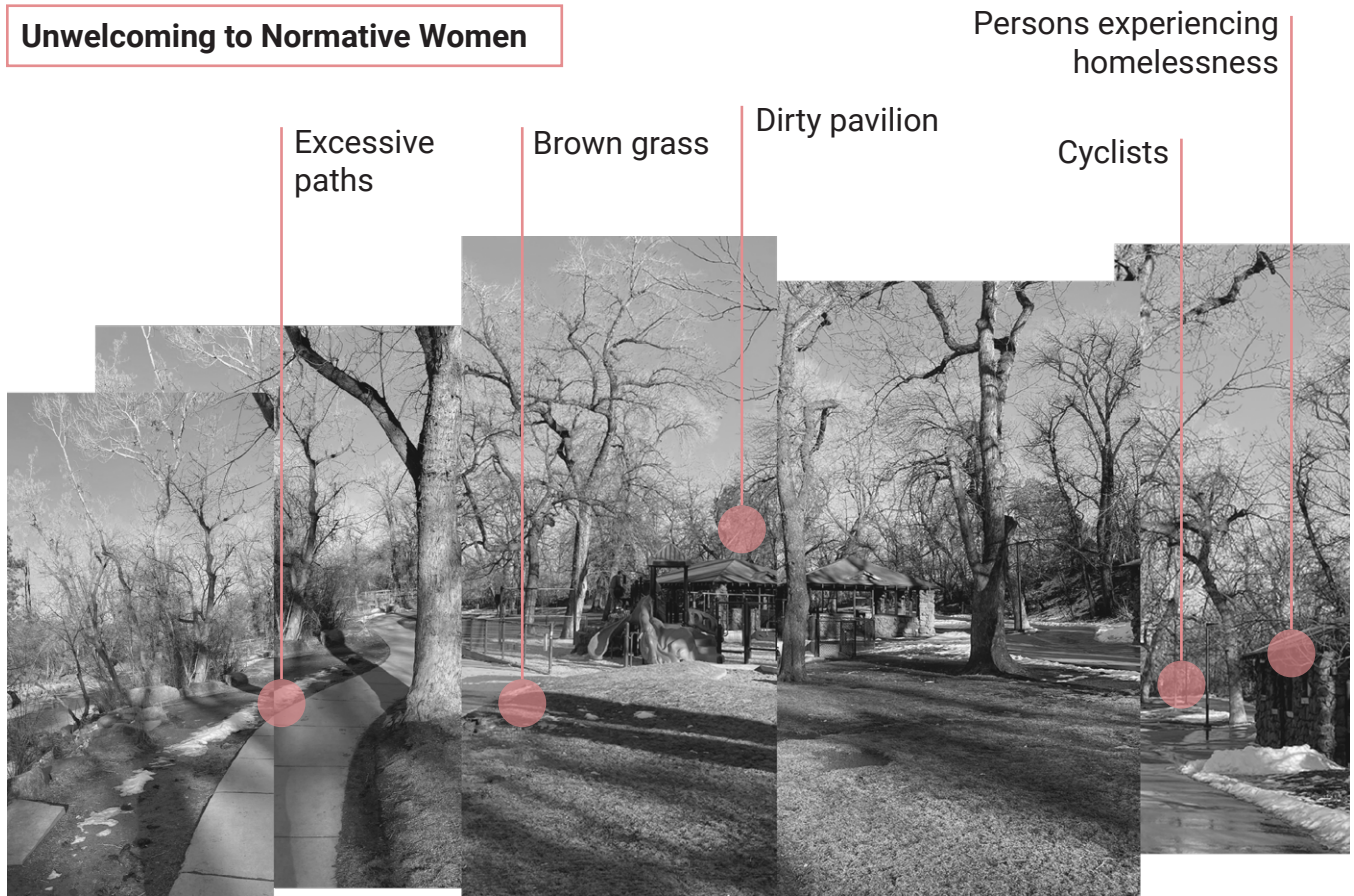 Unwelcoming to Normative Women
Persons experiencing
homelessness
Excessive
paths
Brown grass
Dirty pavilion
Cyclists